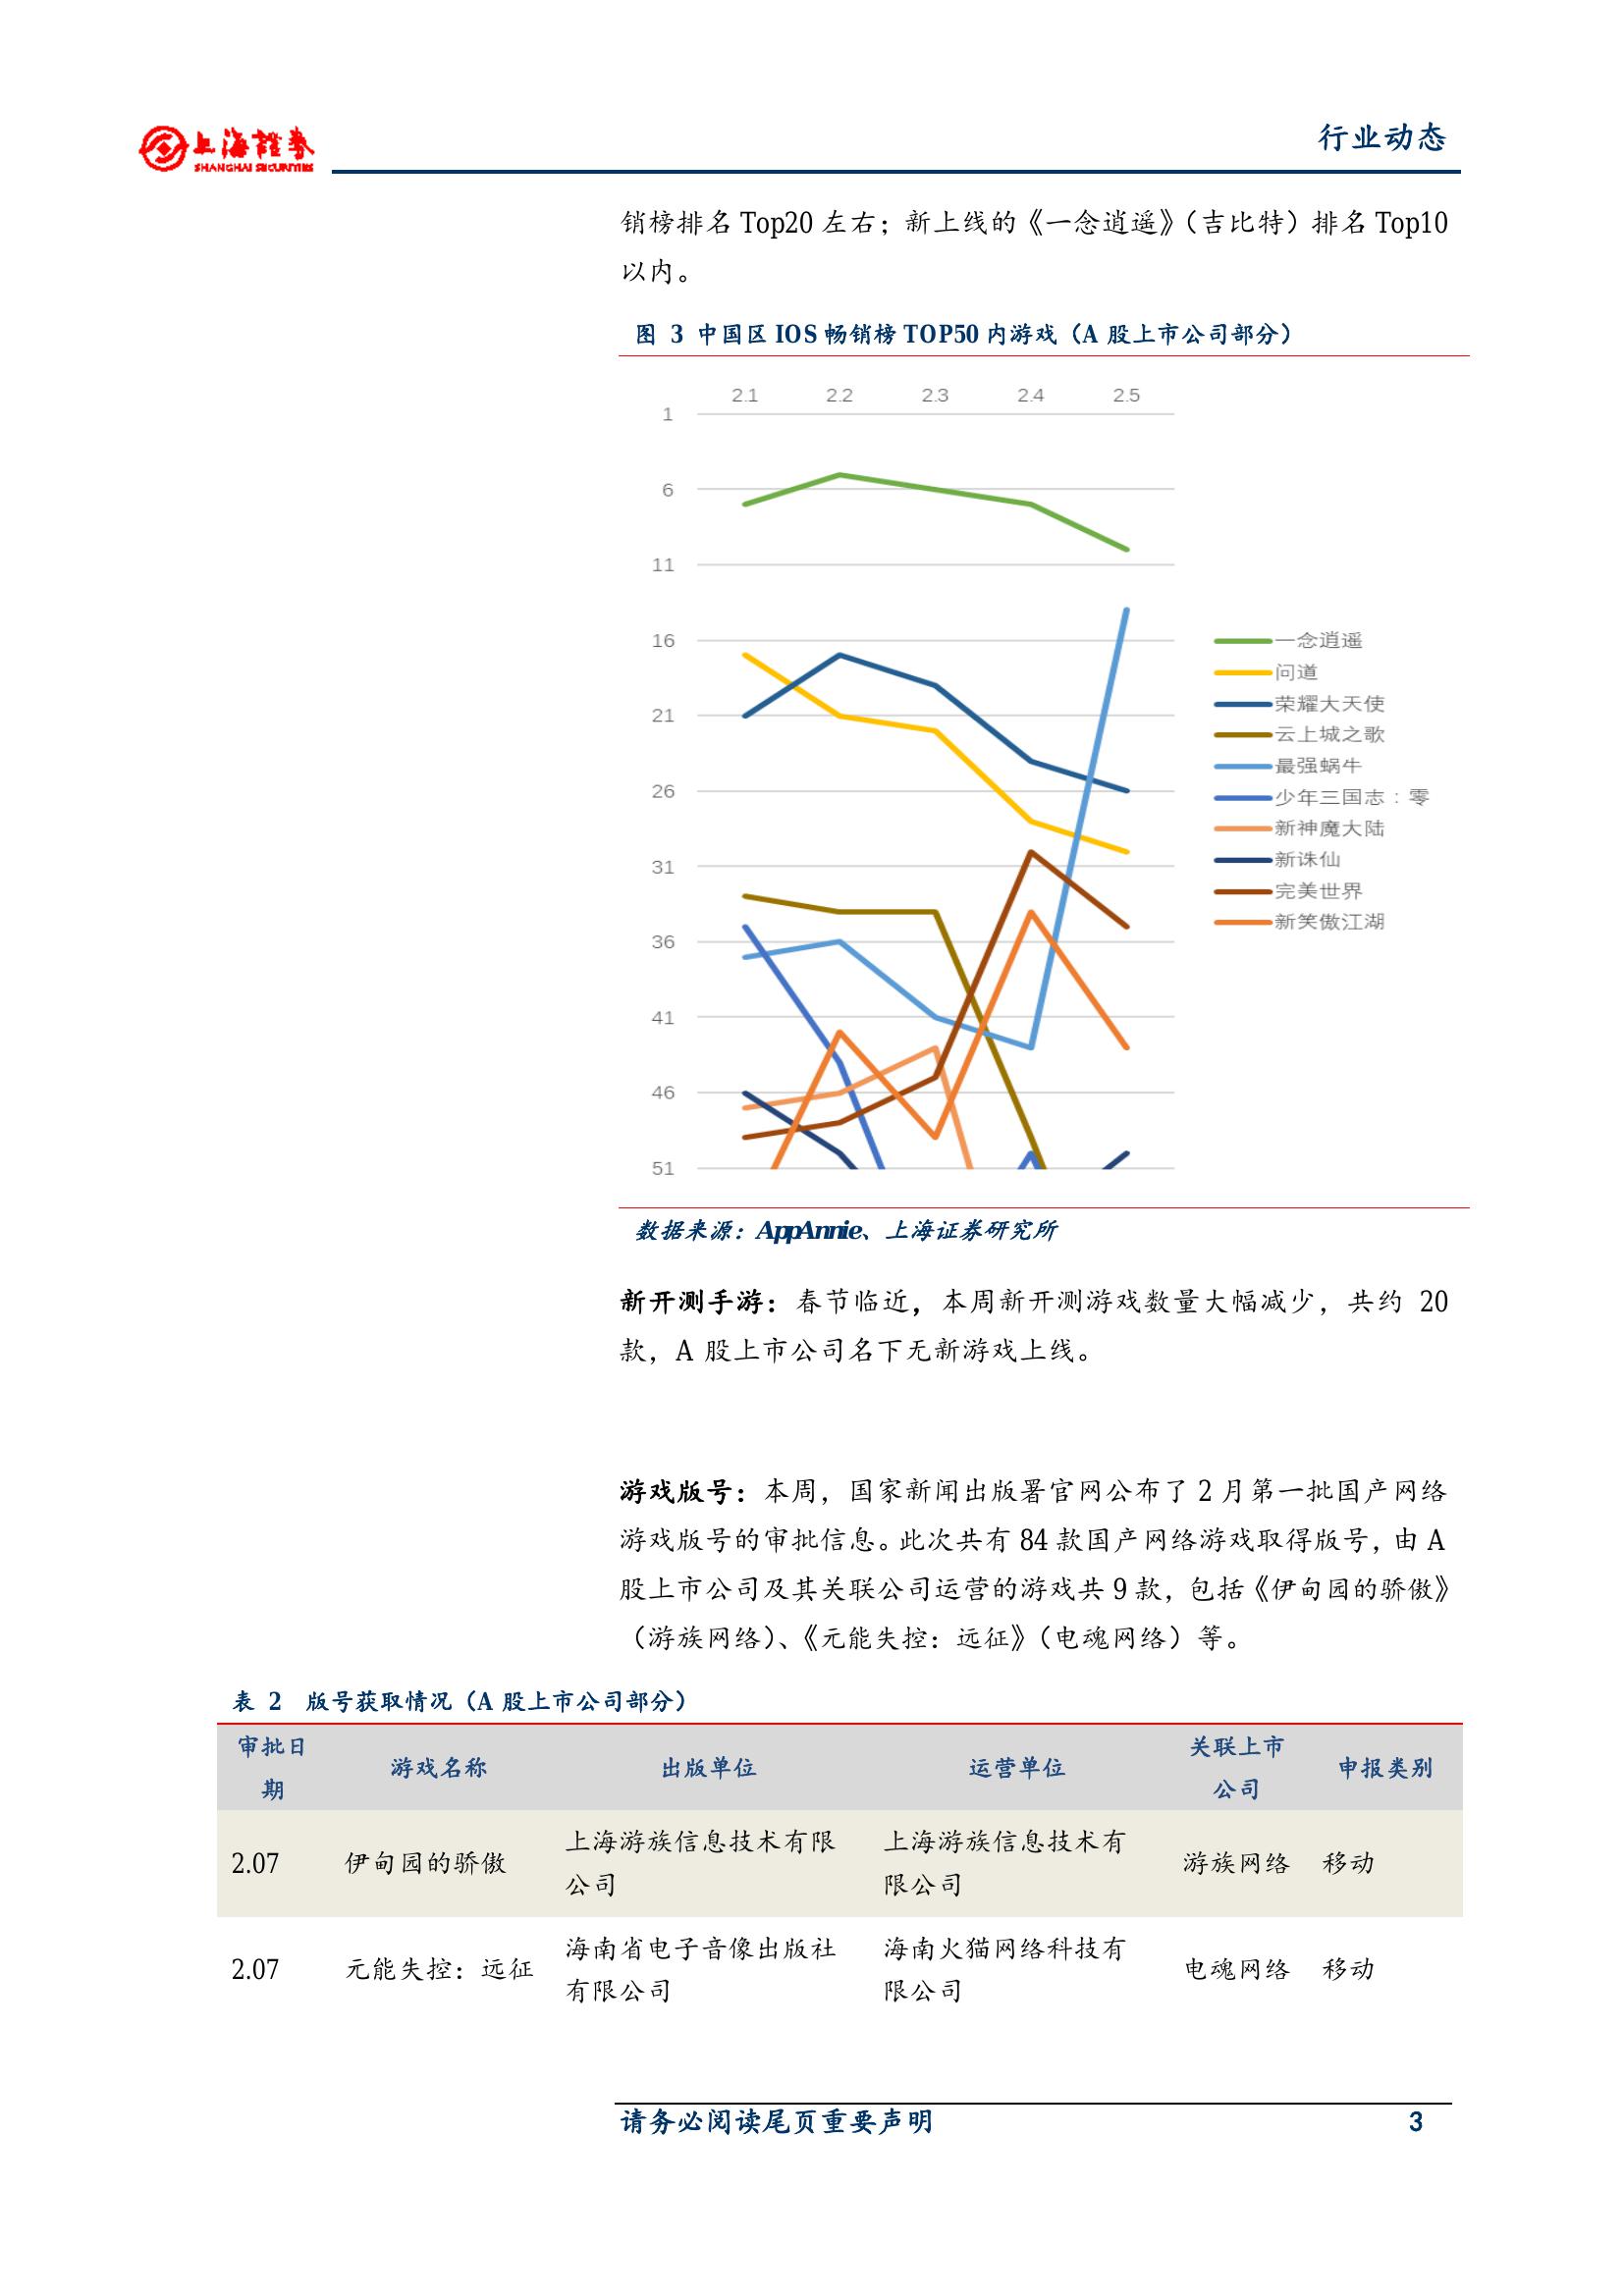 上海證券
SHANGHAI SECURITIES
行业动态
销榜排名 Top20 左右；新上线的《一念逍遥》（吉比特）排名 Top10
以内。
图 3 中国区 IOS 畅销榜 TOP50 内游戏（A 股上市公司部分）
2.1 2.2 2.3 2.4 2.5
1
6
11
16
21
26
31
36
41
46
51
一念逍遥
问道
荣耀大天使
云上城之歌
最强蜗牛
少年三国志：零
新神魔大陆
新诛仙
完美世界
新笑傲江湖
数据来源：AppAnnie、上海证券研究所
新开测手游：春节临近，本周新开测游戏数量大幅减少，共约 20
款，A 股上市公司名下无新游戏上线。
游戏版号：本周，国家新闻出版署官网公布了 2 月第一批国产网络
游戏版号的审批信息。此次共有 84 款国产网络游戏取得版号，由 A
股上市公司及其关联公司运营的游戏共 9 款，包括《伊甸园的骄傲》
（游族网络）、《元能失控：远征》（电魂网络）等。
表 2 版号获取情况（A 股上市公司部分）
审批日
期
游戏名称
出版单位
运营单位
关联上市
公司
申报类别
2.07
伊甸园的骄傲
上海游族信息技术有限
公司
上海游族信息技术有
限公司
游族网络
移动
2.07
元能失控：远征
海南省电子音像出版社
有限公司
海南火猫网络科技有
限公司
电魂网络
移动
请务必阅读尾页重要声明
3